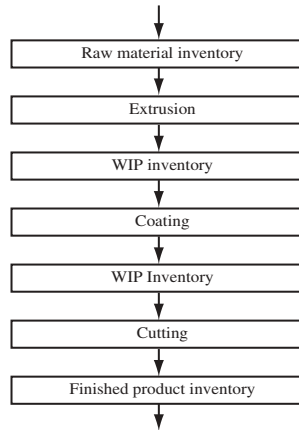 Raw material inventory
Extrusion
WIP inventory
Coating
WIP Inventory
Cutting
Finished product inventory